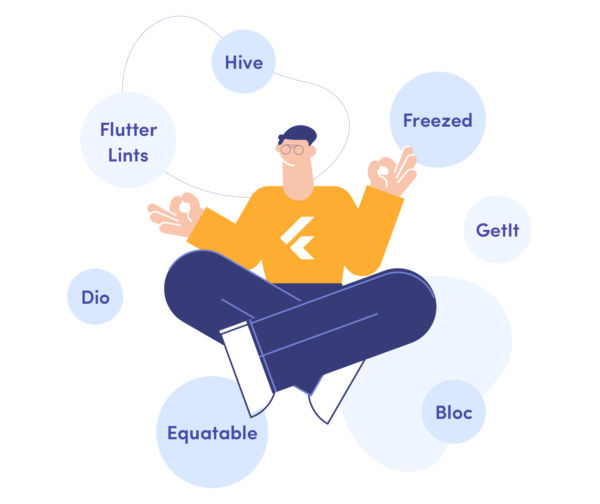 Hive
Freezed
Flutter
Lints
GetIt
Dio
Bloc
Equatable